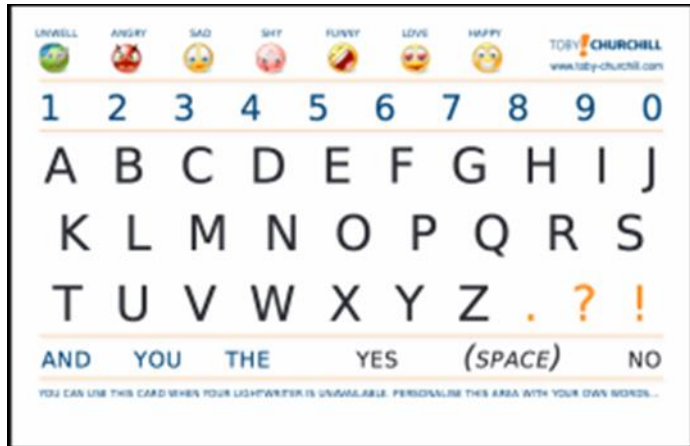 UNWELL ANGRY SAD SHY FUNNY LOVE HAPPY
TOBY!CHURCHILL
www.toby-churchill.com
1 2 3 4 5 6 7 8 9 0
A B C D E F G H I J
K L M N O P Q R S
T U V W X Y Z . ? !
AND YOU THE YES (SPACE) NO
YOU CAN USE THIS CARD WHEN YOUR LIGHTWRITER IS UNAVAILABLE. PERSONALISE THIS AREA WITH YOUR OWN WORDS...